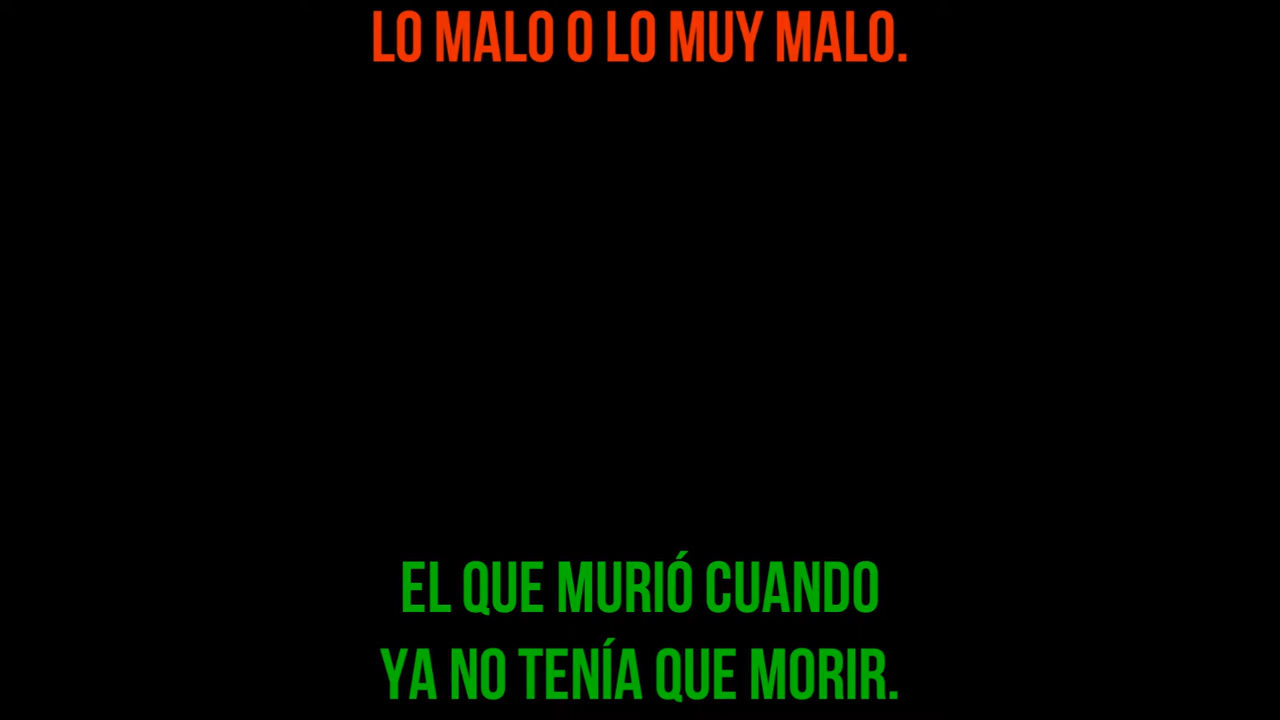 LO MALO O LO MUY MALO.
EL QUE MURIÓ CUANDO
YA NO TENÍA QUE MORIR.